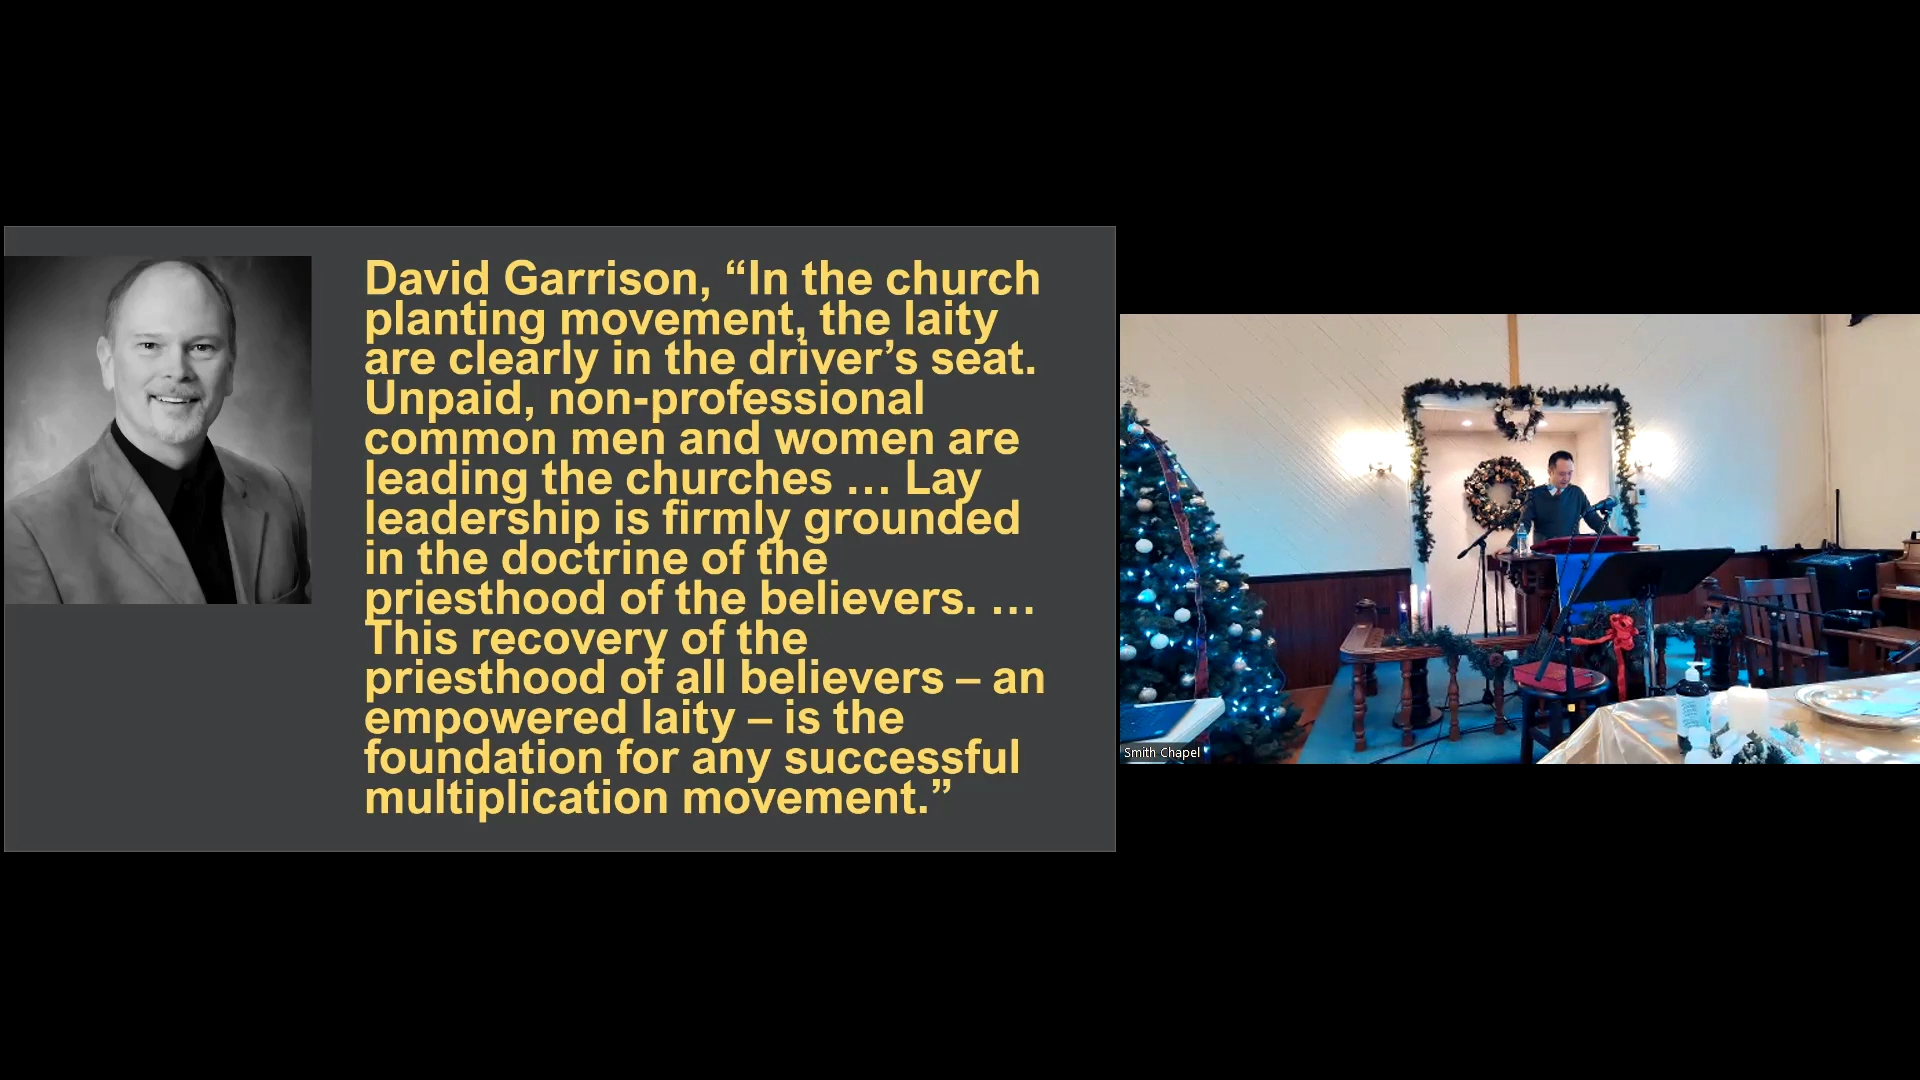 David Garrison, “In the church
planting movement, the laity
are clearly in the driver’s seat.
Unpaid, non-professional
common men and women are
leading the churches … Lay
leadership is firmly grounded
in the doctrine of the
priesthood of the believers. …
This recovery of the
priesthood of all believers – an
empowered laity – is the
foundation for any successful
multiplication movement.”
Smith Chapel